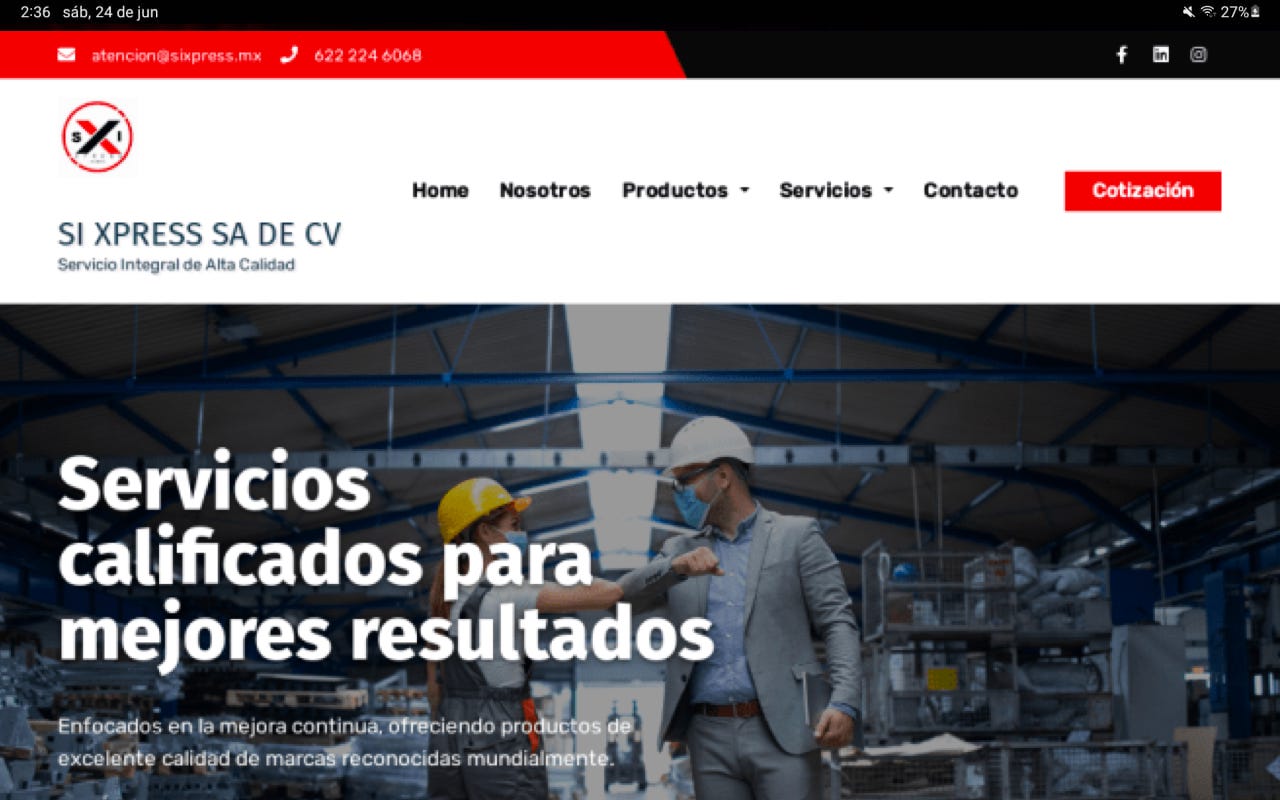 2:36 sáb, 24 de jun 27%
atencion@sixpress.mx 622 224 6068
S X I
SI XPRESS SA DE CV
Servicio Integral de Alta Calidad
Home Nosotros Productos Servicios Contacto Cotización
Servicios
calificados para
mejores resultados
Enfocados en la mejora continua, ofreciendo productos de
excelente calidad de marcas reconocidas mundialmente.